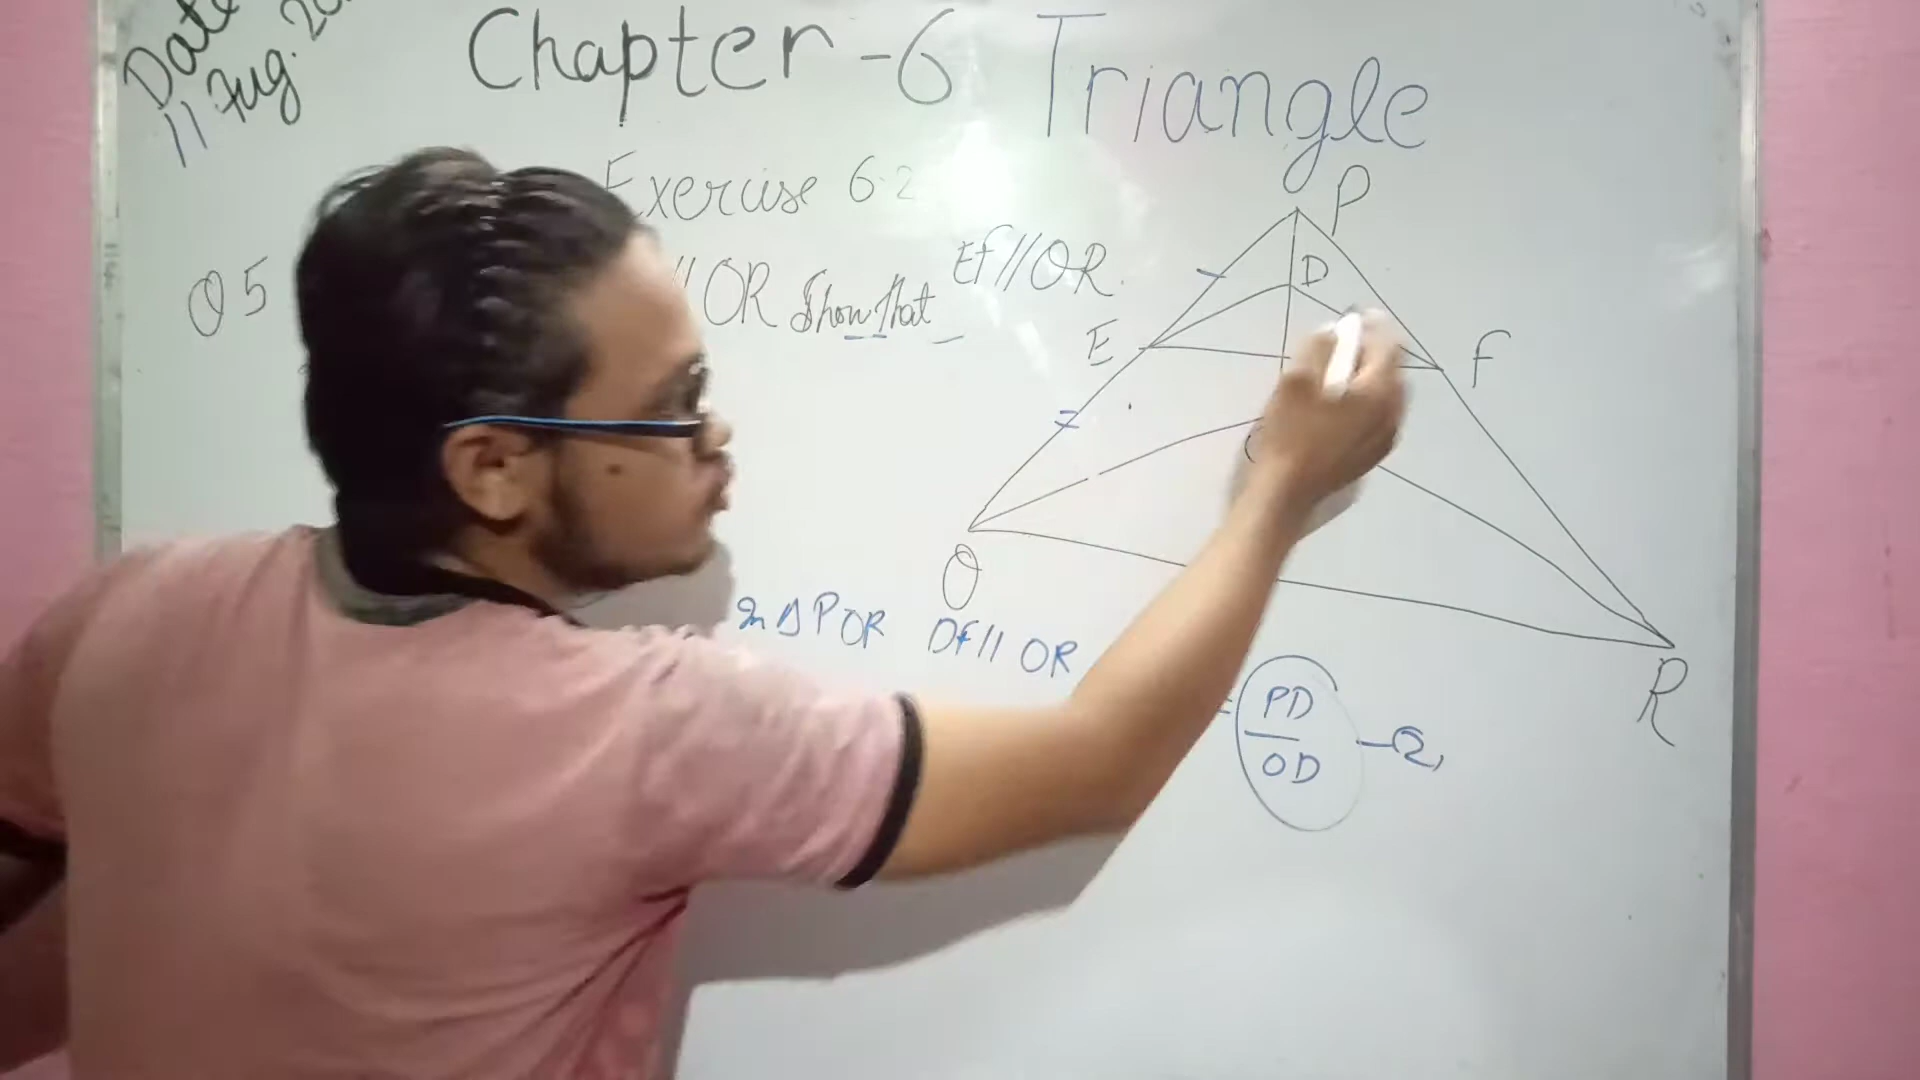 Date
11 Aug. 20
Chapter -6 Triangle
Exercise 6.2
Q 5 // OR Show that EF // QR.
P
D
E
F
Q
R
In Δ POR DF // OR
= PD / OD - 2,